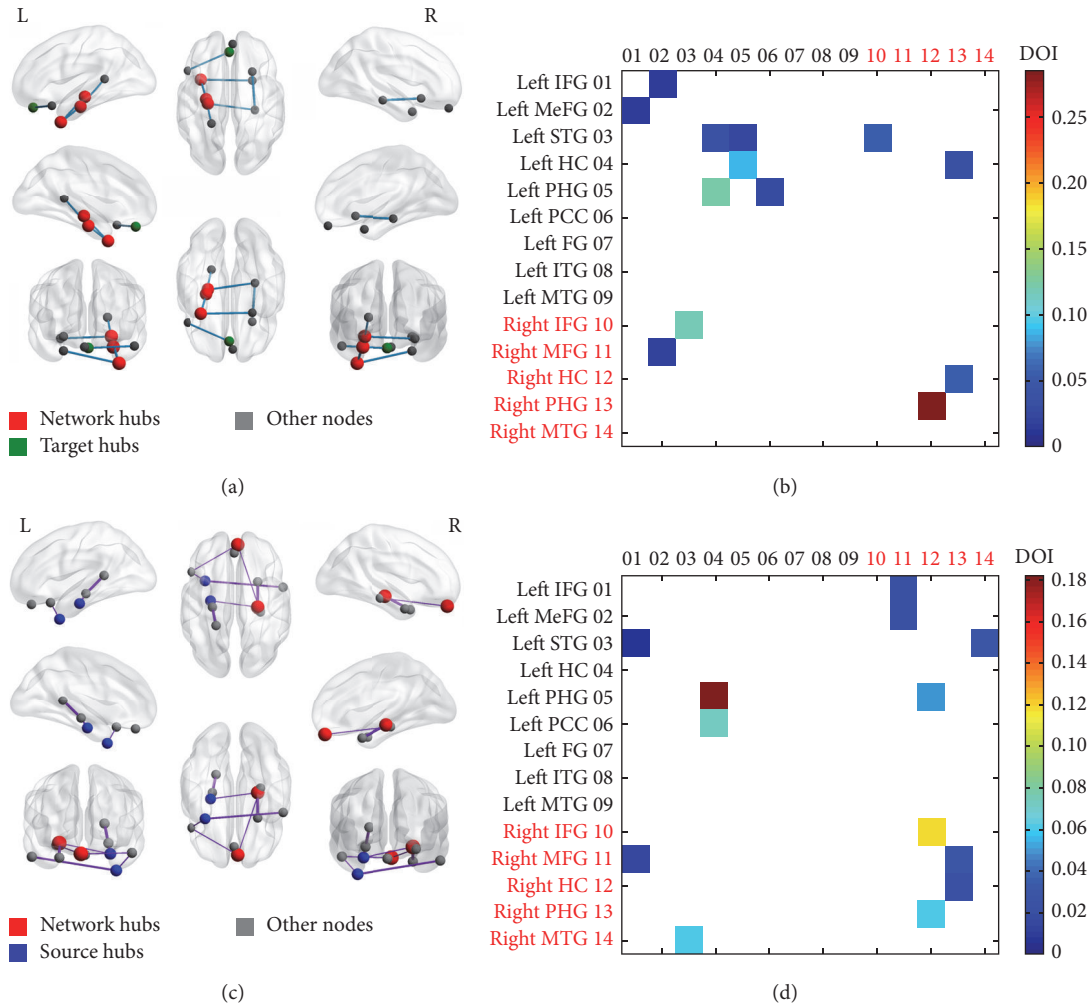 L
R
Network hubs
Other nodes
Target hubs
(a)
01 02 03 04 05 06 07 08 09 10 11 12 13 14
DOI
Left IFG 01
Left MeFG 02
Left STG 03
Left HC 04
Left PHG 05
Left PCC 06
Left FG 07
Left ITG 08
Left MTG 09
Right IFG 10
Right MFG 11
Right HC 12
Right PHG 13
Right MTG 14
0.25
0.20
0.15
0.10
0.05
0
(b)
L
R
Network hubs
Other nodes
Source hubs
(c)
01 02 03 04 05 06 07 08 09 10 11 12 13 14
DOI
Left IFG 01
Left MeFG 02
Left STG 03
Left HC 04
Left PHG 05
Left PCC 06
Left FG 07
Left ITG 08
Left MTG 09
Right IFG 10
Right MFG 11
Right HC 12
Right PHG 13
Right MTG 14
0.18
0.16
0.14
0.12
0.10
0.08
0.06
0.04
0.02
0
(d)